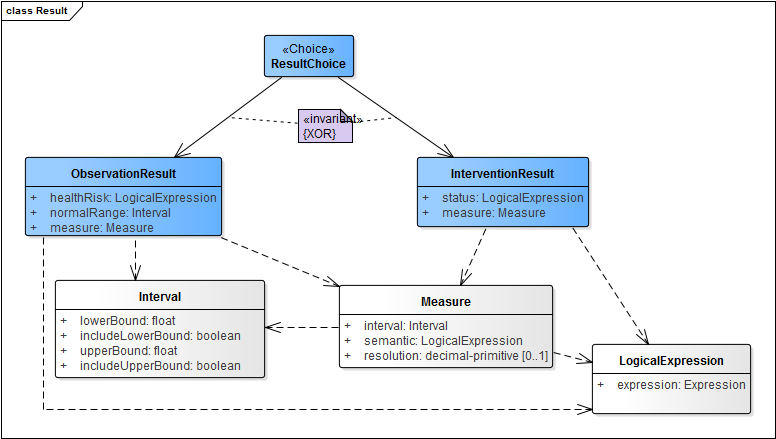 class Result
«Choice»
ResultChoice
«invariant»
{XOR}
ObservationResult
+ healthRisk: LogicalExpression
+ normalRange: Interval
+ measure: Measure
InterventionResult
+ status: LogicalExpression
+ measure: Measure
Interval
+ lowerBound: float
+ includeLowerBound: boolean
+ upperBound: float
+ includeUpperBound: boolean
Measure
+ interval: Interval
+ semantic: LogicalExpression
+ resolution: decimal-primitive [0..1]
LogicalExpression
+ expression: Expression